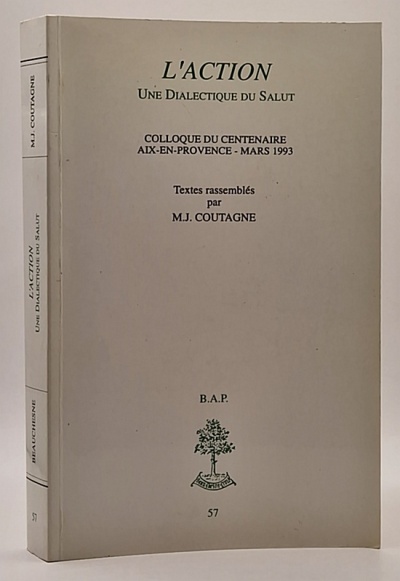 L'ACTION
UNE DIALECTIQUE DU SALUT
COLLOQUE DU CENTENAIRE
AIX-EN-PROVENCE - MARS 1993
Textes rassemblés
par
M.J. COUTAGNE
B.A.P.
57
M.J. COUTAGNE
L'ACTION
UNE DIALECTIQUE DU SALUT
BEAUCHESNE
57